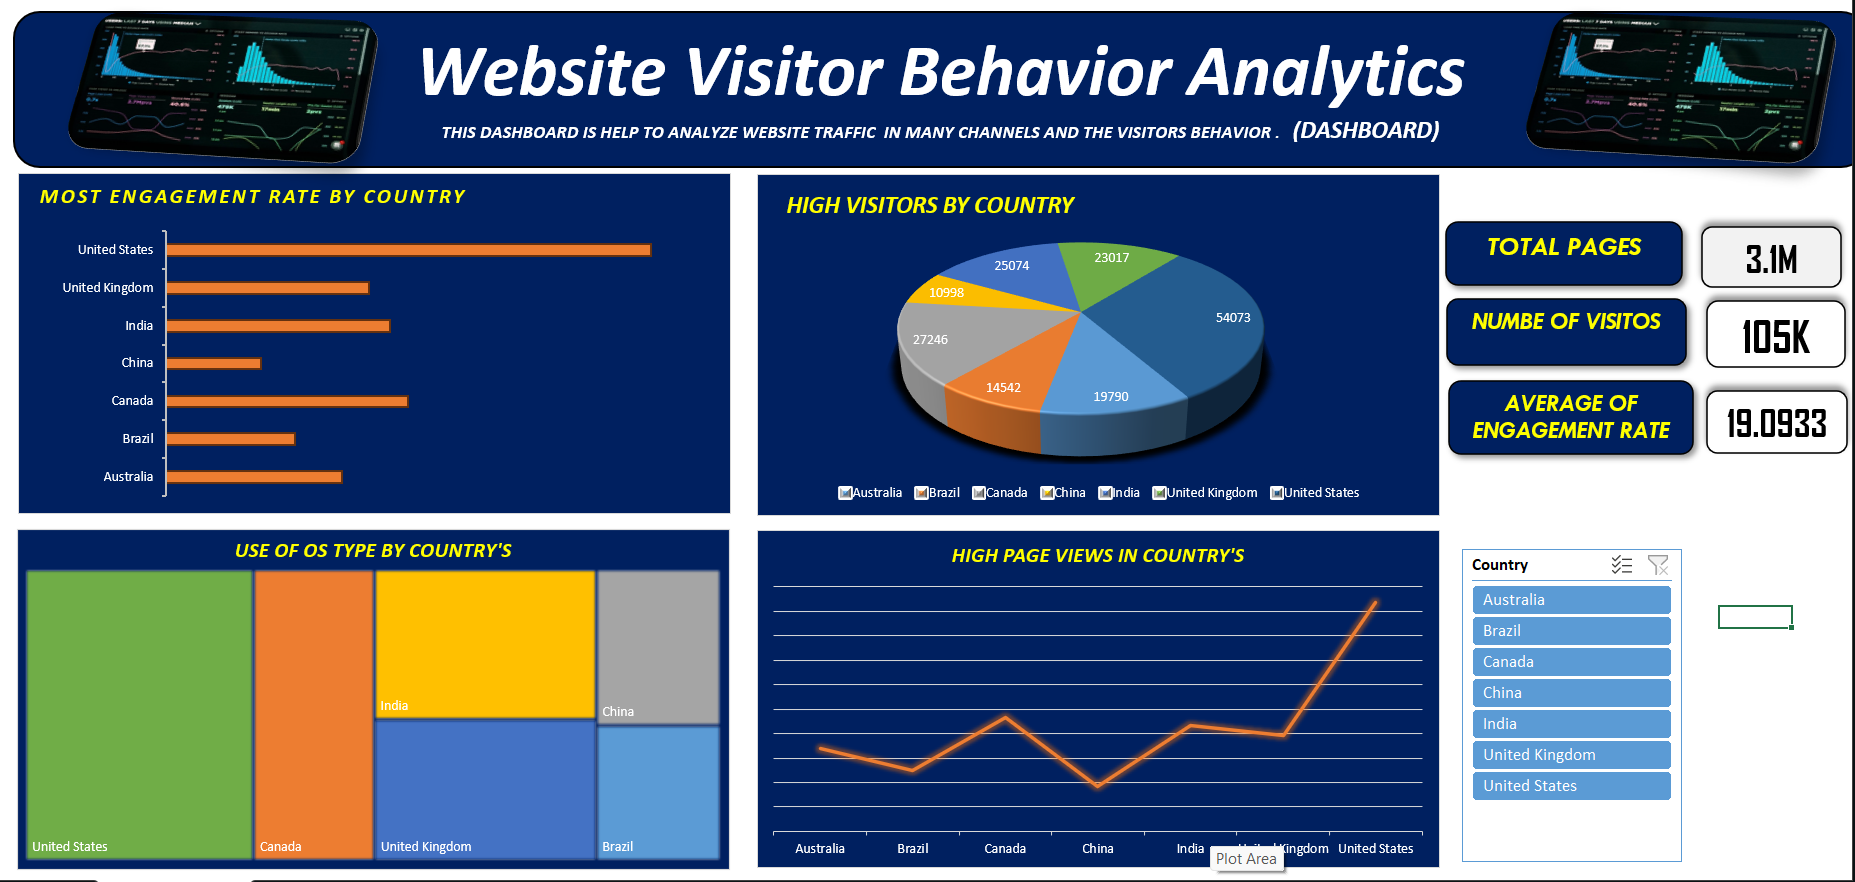 Website Visitor Behavior Analytics
THIS DASHBOARD IS HELP TO ANALYZE WEBSITE TRAFFIC IN MANY CHANNELS AND THE VISITORS BEHAVIOR . (DASHBOARD)
MOST ENGAGEMENT RATE BY COUNTRY
United States
United Kingdom
India
China
Canada
Brazil
Australia
HIGH VISITORS BY COUNTRY
23017
25074
10998
54073
27246
14542
19790
Australia Brazil Canada China India United Kingdom United States
TOTAL PAGES
3.1M
NUMBE OF VISITOS
105K
AVERAGE OF
ENGAGEMENT RATE
19.0933
USE OF OS TYPE BY COUNTRY'S
India
China
United States
Canada
United Kingdom
Brazil
HIGH PAGE VIEWS IN COUNTRY'S
Australia Brazil Canada China India Kingdom United States
Plot Area
Country
Australia
Brazil
Canada
China
India
United Kingdom
United States